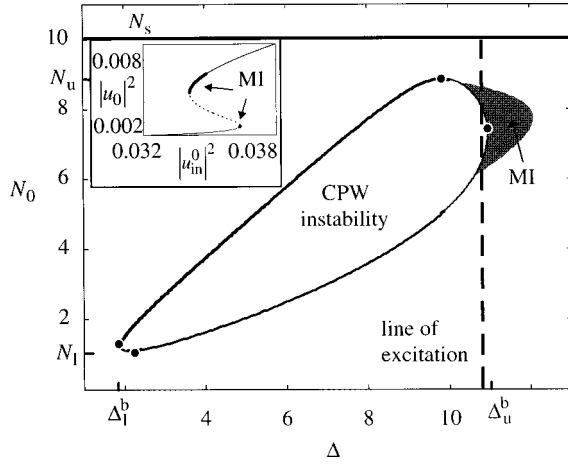 N_s
10
N_u
8
N_0
6
4
2
N_l
0.008
|u_0|^2
0.002
MI
0.032
0.038
|u_in^0|^2
CPW
instability
MI
line of
excitation
Δ_l^b
4
6
8
10
Δ_u^b
Δ